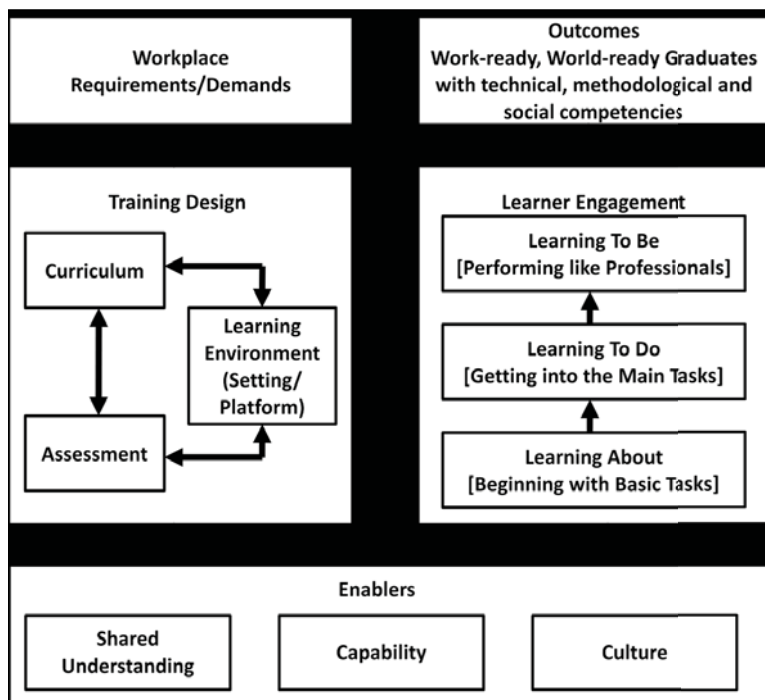 Workplace
Requirements/Demands
Outcomes
Work-ready, World-ready Graduates
with technical, methodological and
social competencies
Training Design
Curriculum
Learning
Environment
(Setting/
Platform)
Assessment
Learner Engagement
Learning To Be
[Performing like Professionals]
Learning To Do
[Getting into the Main Tasks]
Learning About
[Beginning with Basic Tasks]
Enablers
Shared
Understanding
Capability
Culture